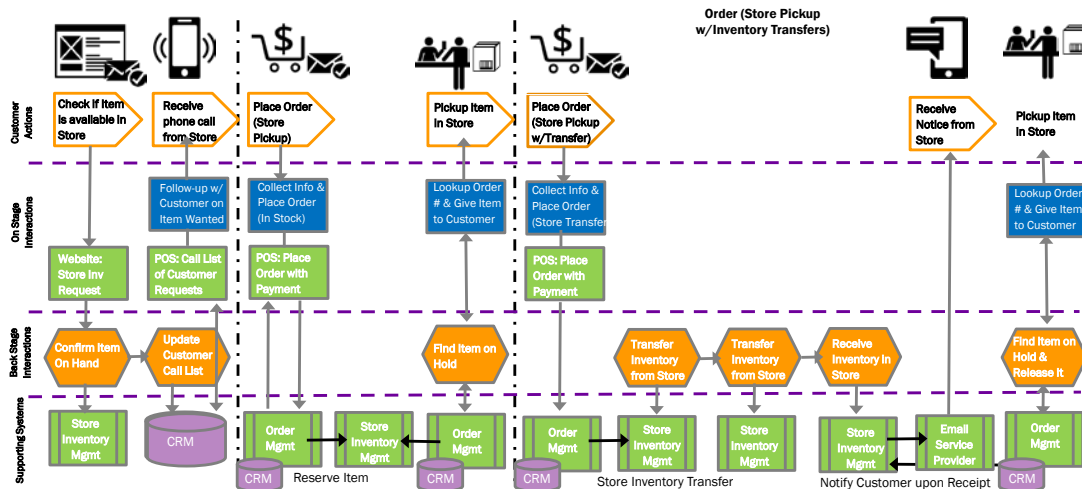 Order (Store Pickup
w/Inventory Transfers)
Customer
Actions
Check if Item
is available in
Store
Receive
phone call
from Store
Place Order
(Store
Pickup)
Pickup Item
in Store
Place Order
(Store Pickup
w/Transfer)
Receive
Notice from
Store
Pickup Item
in Store
On Stage
Interactions
Follow-up w/
Customer on
Item Wanted
Collect Info &
Place Order
(In Stock)
Lookup Order
# & Give Item
to Customer
Collect Info &
Place Order
(Store Transfer
Lookup Order
# & Give Item
to Customer
Website:
Store Inv
Request
POS: Call List
of Customer
Requests
POS: Place
Order with
Payment
POS: Place
Order with
Payment
Back Stage
Interactions
Confirm Item
On Hand
Update
Customer
Call List
Find Item on
Hold
Transfer
Inventory
from Store
Transfer
Inventory
from Store
Receive
Inventory in
Store
Find Item on
Hold &
Release It
Supporting Systems
Store
Inventory
Mgmt
CRM
Order
Mgmt
CRM
Store
Inventory
Mgmt
Order
Mgmt
CRM
Order
Mgmt
CRM
Store
Inventory
Mgmt
Store
Inventory
Mgmt
Store
Inventory
Mgmt
Email
Service
Provider
Order
Mgmt
CRM
Reserve Item
Store Inventory Transfer
Notify Customer upon Receipt